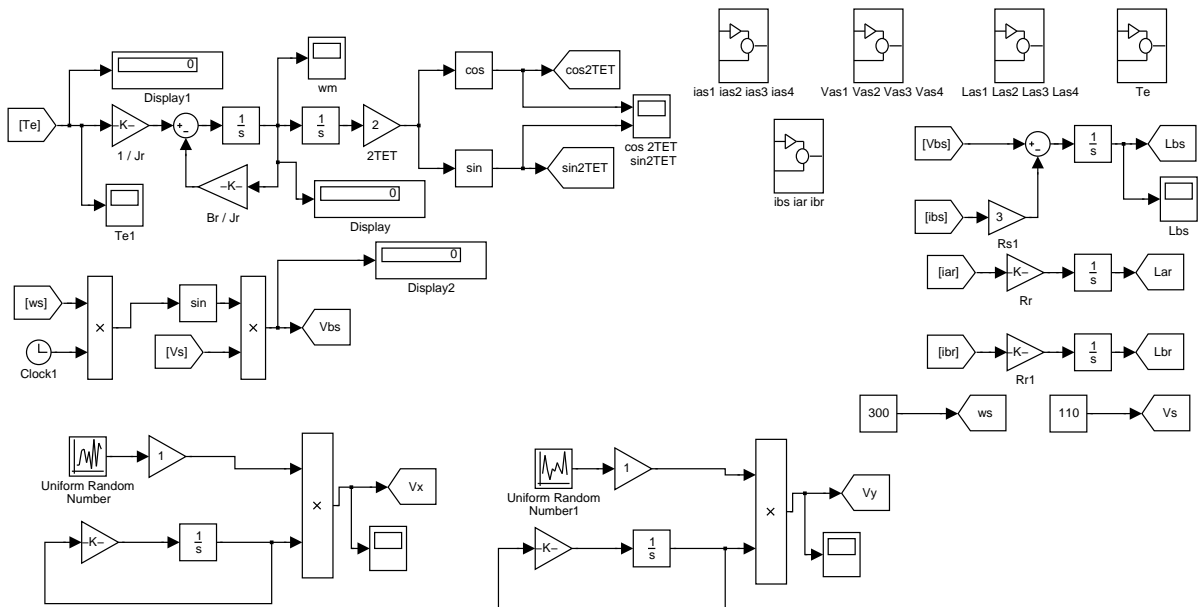 0
Display1
[Te]
-K-
1 / Jr
+
-
1
s
wm
1
s
2
2TET
cos
cos2TET
sin
sin2TET
cos 2TET
sin2TET
-K-
Br / Jr
0
Display
Te1
ias1 ias2 ias3 ias4
Vas1 Vas2 Vas3 Vas4
Las1 Las2 Las3 Las4
Te
ibs iar ibr
[Vbs]
+
-
1
s
Lbs
[ibs]
3
Rs1
Lbs
[iar]
-K-
Rr
1
s
Lar
[ibr]
-K-
Rr1
1
s
Lbr
300
ws
110
Vs
0
Display2
[ws]
×
sin
[Vs]
×
Vbs
Clock1
Uniform Random
Number
1
×
Vx
-K-
1
s
Uniform Random
Number1
1
×
Vy
-K-
1
s